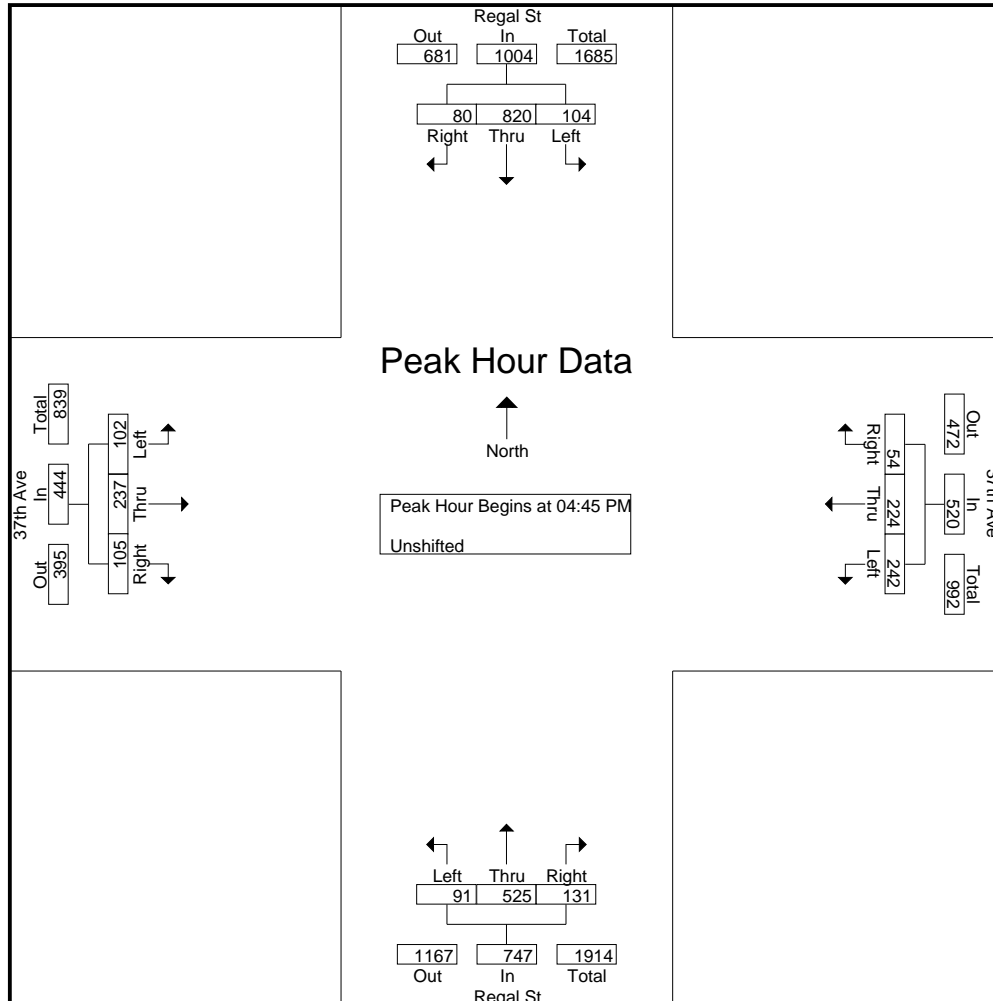 Regal St
Out In Total
681 1004 1685
80 820 104
Right Thru Left
Peak Hour Data
North
Peak Hour Begins at 04:45 PM
Unshifted
37th Ave
Total In Out
839 444 395
102 237 105
Left Thru Right
Right Thru Left
54 224 242
Out In Total
472 520 992
37th Ave
Left Thru Right
91 525 131
1167 747 1914
Out In Total
Regal St